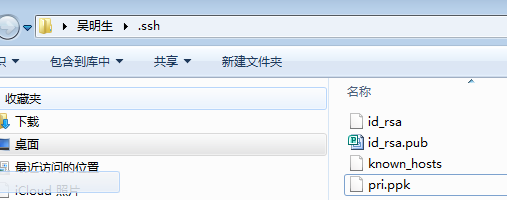 吴明生 .ssh
包含到库中 共享 新建文件夹
收藏夹
下载
桌面
最近访问的位置
iCloud 照片
名称
id_rsa
id_rsa.pub
known_hosts
pri.ppk